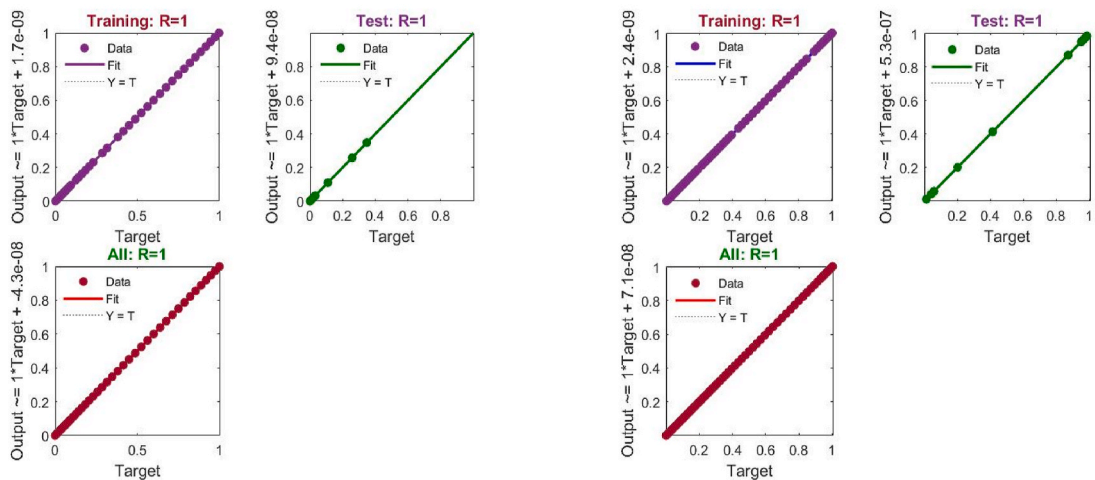 Training: R=1
Output ~= 1*Target + 1.7e-09
1
0.8
0.6
0.4
0.2
0
Data
Fit
Y = T
0
0.5
1
Target
Test: R=1
Output ~= 1*Target + 9.4e-08
0.8
0.6
0.4
0.2
0
Data
Fit
Y = T
0
0.2
0.4
0.6
0.8
Target
All: R=1
Output ~= 1*Target + -4.3e-08
1
0.8
0.6
0.4
0.2
0
Data
Fit
Y = T
0
0.5
1
Target
Training: R=1
Output ~= 1*Target + 2.4e-09
1
0.8
0.6
0.4
0.2
Data
Fit
Y = T
0.2
0.4
0.6
0.8
1
Target
Test: R=1
Output ~= 1*Target + 5.3e-07
1
0.8
0.6
0.4
0.2
0
Data
Fit
Y = T
0
0.2
0.4
0.6
0.8
1
Target
All: R=1
Output ~= 1*Target + 7.1e-08
1
0.8
0.6
0.4
0.2
Data
Fit
Y = T
0.2
0.4
0.6
0.8
1
Target